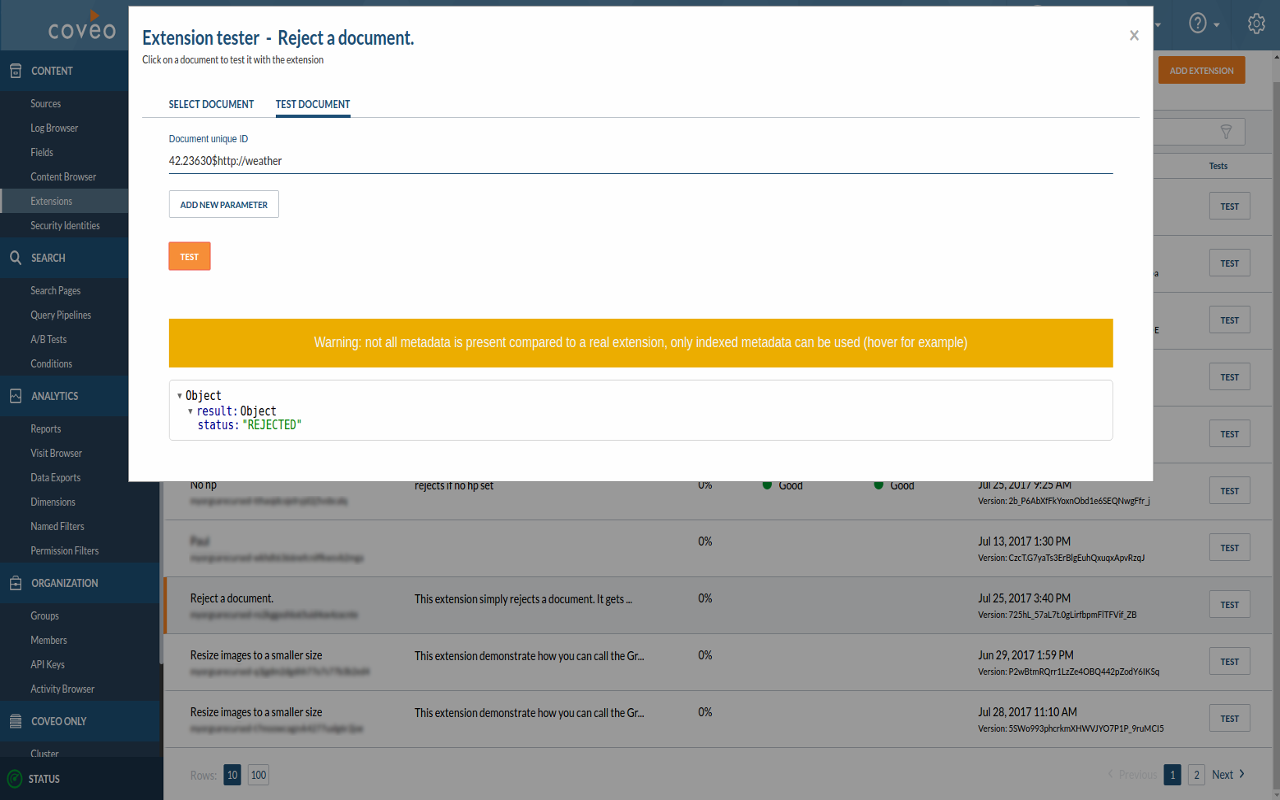 coveo
Extension tester - Reject a document.
Click on a document to test it with the extension
SELECT DOCUMENT
TEST DOCUMENT
Document unique ID
42.23630$http://weather
ADD NEW PARAMETER
TEST
Warning: not all metadata is present compared to a real extension, only indexed metadata can be used (hover for example)
Object
result: Object
status: "REJECTED"
ADD EXTENSION
CONTENT
Sources
Log Browser
Fields
Content Browser
Extensions
Security Identities
SEARCH
Search Pages
Query Pipelines
A/B Tests
Conditions
ANALYTICS
Reports
Visit Browser
Data Exports
Dimensions
Named Filters
Permission Filters
ORGANIZATION
Groups
Members
API Keys
Activity Browser
COVEO ONLY
Cluster
STATUS
Tests
TEST
TEST
TEST
TEST
TEST
No hp rejects if no hp set 0% Good Good Jul 25, 2017 9:25 AM TEST
Version: 2b_P6AbXfFkYoxnObd1e6SEQNwgFfr_j
Paul 0% Jul 13, 2017 1:30 PM TEST
Version: CzcT.G7yaTs3ErBlgEuhQxuqxApvRzqJ
Reject a document. This extension simply rejects a document. It gets ... 0% Jul 25, 2017 3:40 PM TEST
Version: 725hL_57aL7t.0gLirfbpmFlTFVif_ZB
Resize images to a smaller size This extension demonstrate how you can call the Gr... 0% Jun 29, 2017 1:59 PM TEST
Version: P2wBtmRQrr1LzZe4OBQ442pZodY6IKSq
Resize images to a smaller size This extension demonstrate how you can call the Gr... 0% Jul 28, 2017 11:10 AM TEST
Version: 5SWo993phcrkmXHWVJYO7P1P_9ruMCI5
Rows: 10 100
Previous 1 2 Next